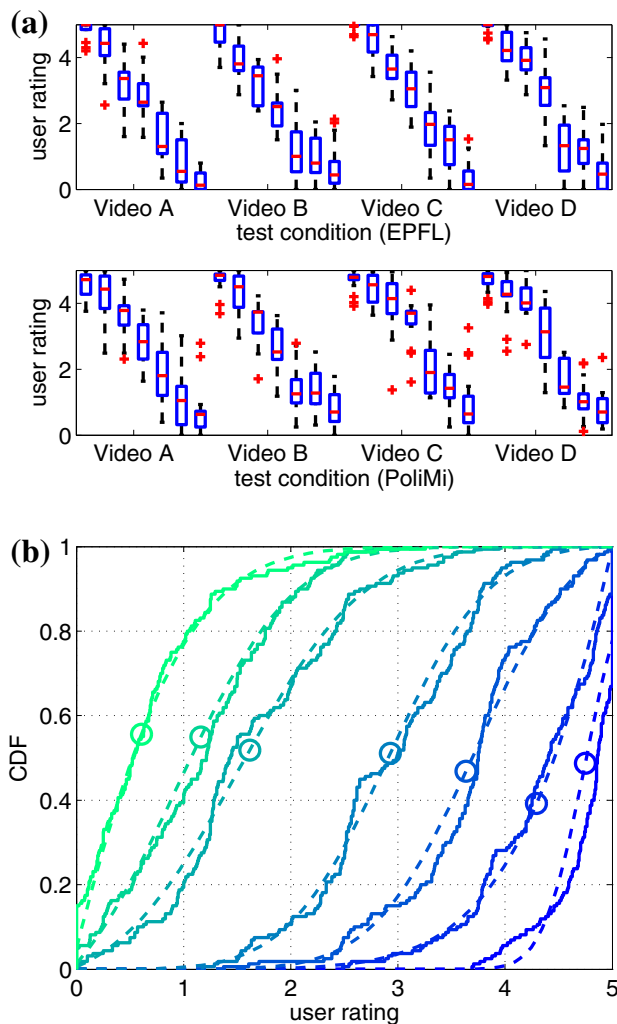 (a)
user rating
4
2
0
Video A Video B Video C Video D
test condition (EPFL)
user rating
4
2
0
Video A Video B Video C Video D
test condition (PoliMi)
(b)
CDF
1
0.8
0.6
0.4
0.2
0
0 1 2 3 4 5
user rating